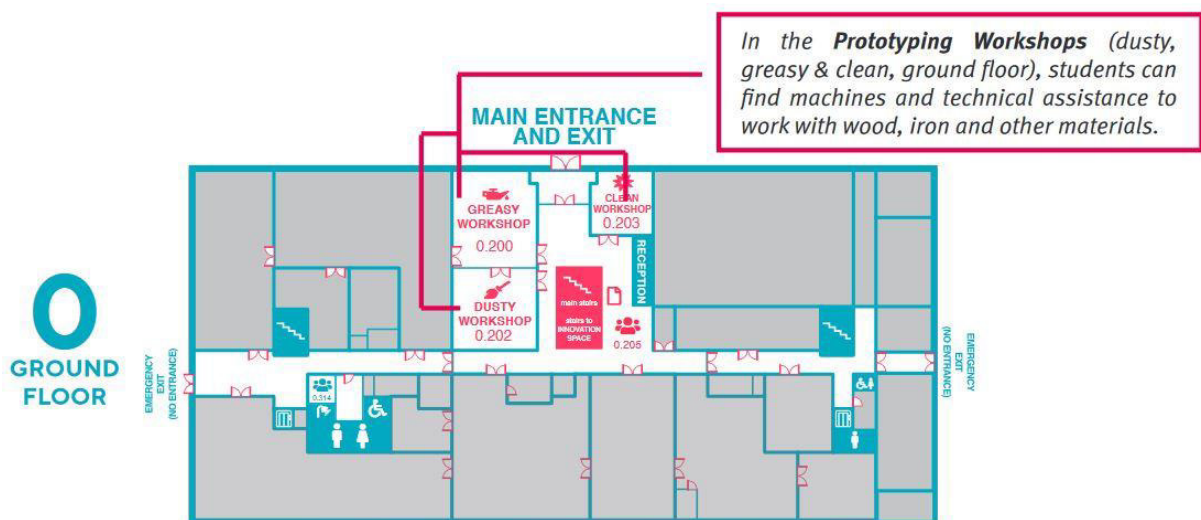 In the Prototyping Workshops (dusty,
greasy & clean, ground floor), students can
find machines and technical assistance to
work with wood, iron and other materials.
MAIN ENTRANCE
AND EXIT
GREASY
WORKSHOP
0.200
CLEAN
WORKSHOP
0.203
RECEPTION
DUSTY
WORKSHOP
0.202
main stairs
stairs to
INNOVATION
SPACE
0.205
0
GROUND
FLOOR
EMERGENCY
EXIT
(NO ENTRANCE)
0.314
EMERGENCY
EXIT
(NO ENTRANCE)